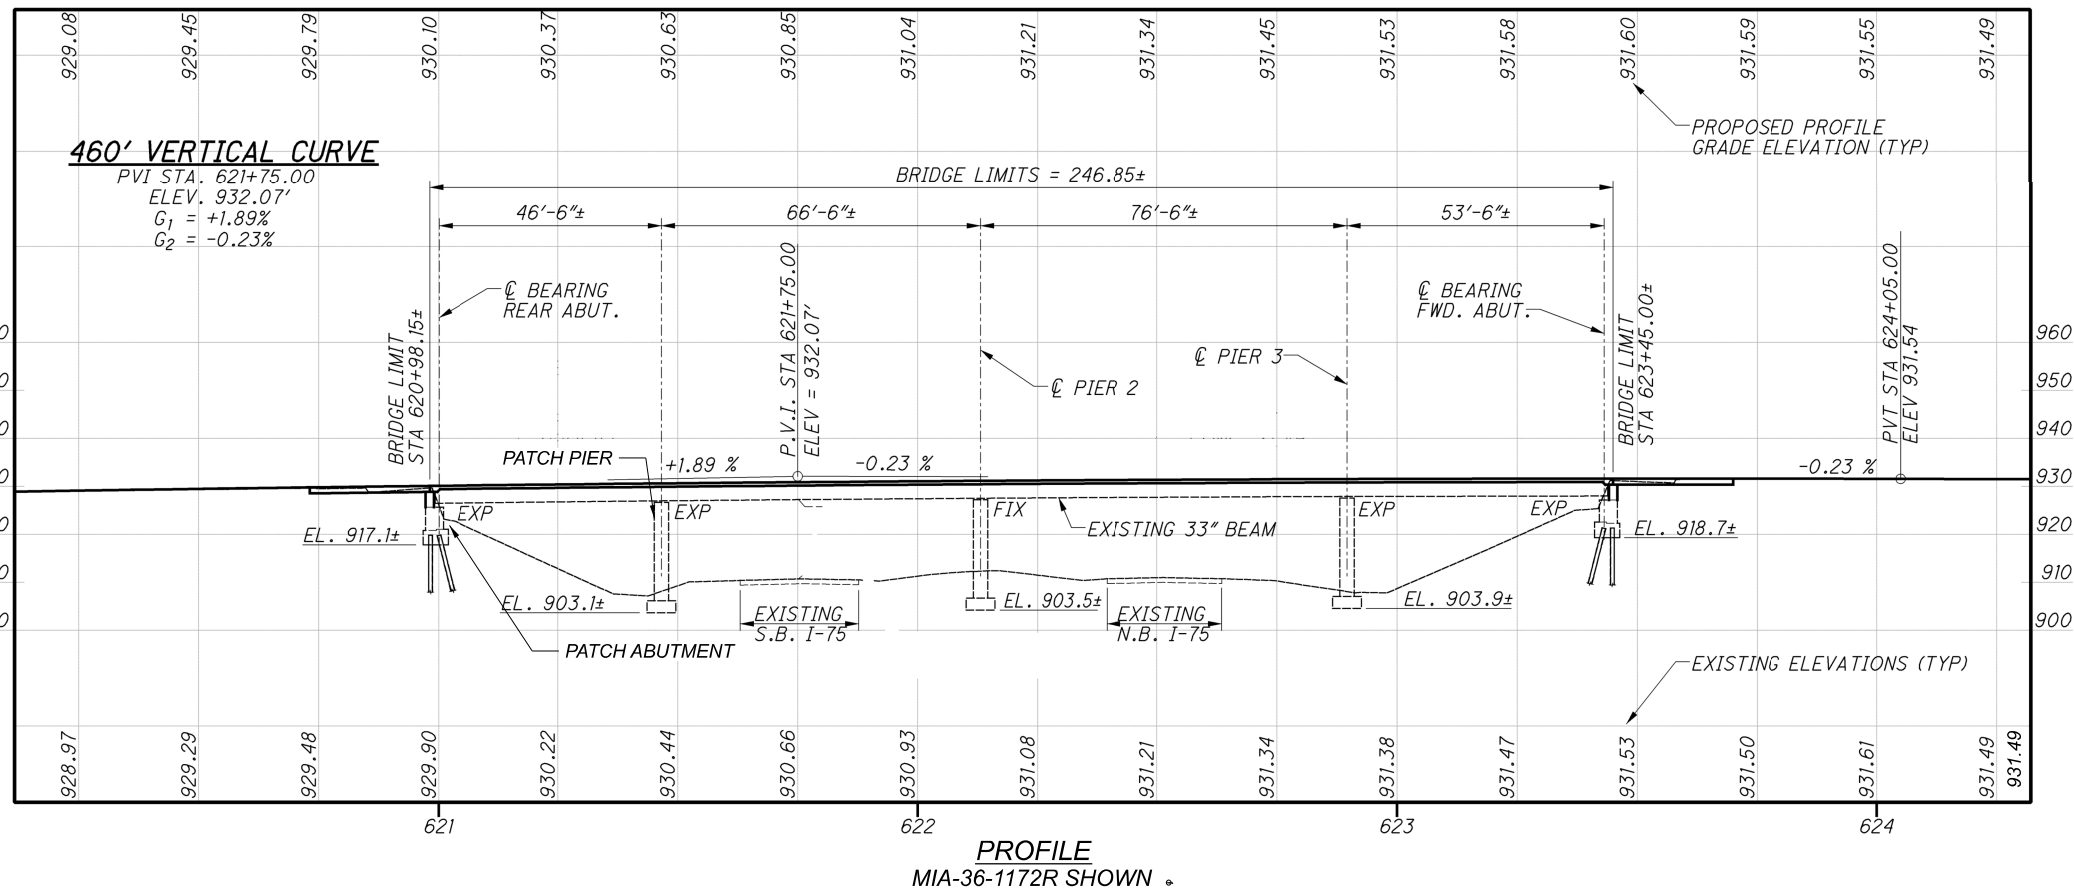 929.08 929.45 929.79 930.10 930.37 930.63 930.85 931.04 931.21 931.34 931.45 931.53 931.58 931.60 931.59 931.55 931.49
PROPOSED PROFILE
GRADE ELEVATION (TYP)
460' VERTICAL CURVE
PVI STA. 621+75.00
ELEV. 932.07'
G1 = +1.89%
G2 = -0.23%
BRIDGE LIMITS = 246.85±
46'-6"± 66'-6"± 76'-6"± 53'-6"±
BRIDGE LIMIT
STA 620+98.15±
℄ BEARING
REAR ABUT.
P.V.I. STA 621+75.00
ELEV = 932.07'
℄ PIER 2
℄ PIER 3
℄ BEARING
FWD. ABUT.
BRIDGE LIMIT
STA 623+45.00±
PVT STA 624+05.00
ELEV 931.54
0 960
0 950
0 940
0 930
0 920
0 910
0 900
PATCH PIER
+1.89 % -0.23 % -0.23 %
EXP EXP FIX EXP EXP
EXISTING 33" BEAM
EL. 917.1± EL. 918.7±
EL. 903.1± EL. 903.5± EL. 903.9±
EXISTING
S.B. I-75
EXISTING
N.B. I-75
PATCH ABUTMENT
EXISTING ELEVATIONS (TYP)
928.97 929.29 929.48 929.90 930.22 930.44 930.66 930.93 931.08 931.21 931.34 931.38 931.47 931.53 931.50 931.61 931.49 931.49
621 622 623 624
PROFILE
MIA-36-1172R SHOWN